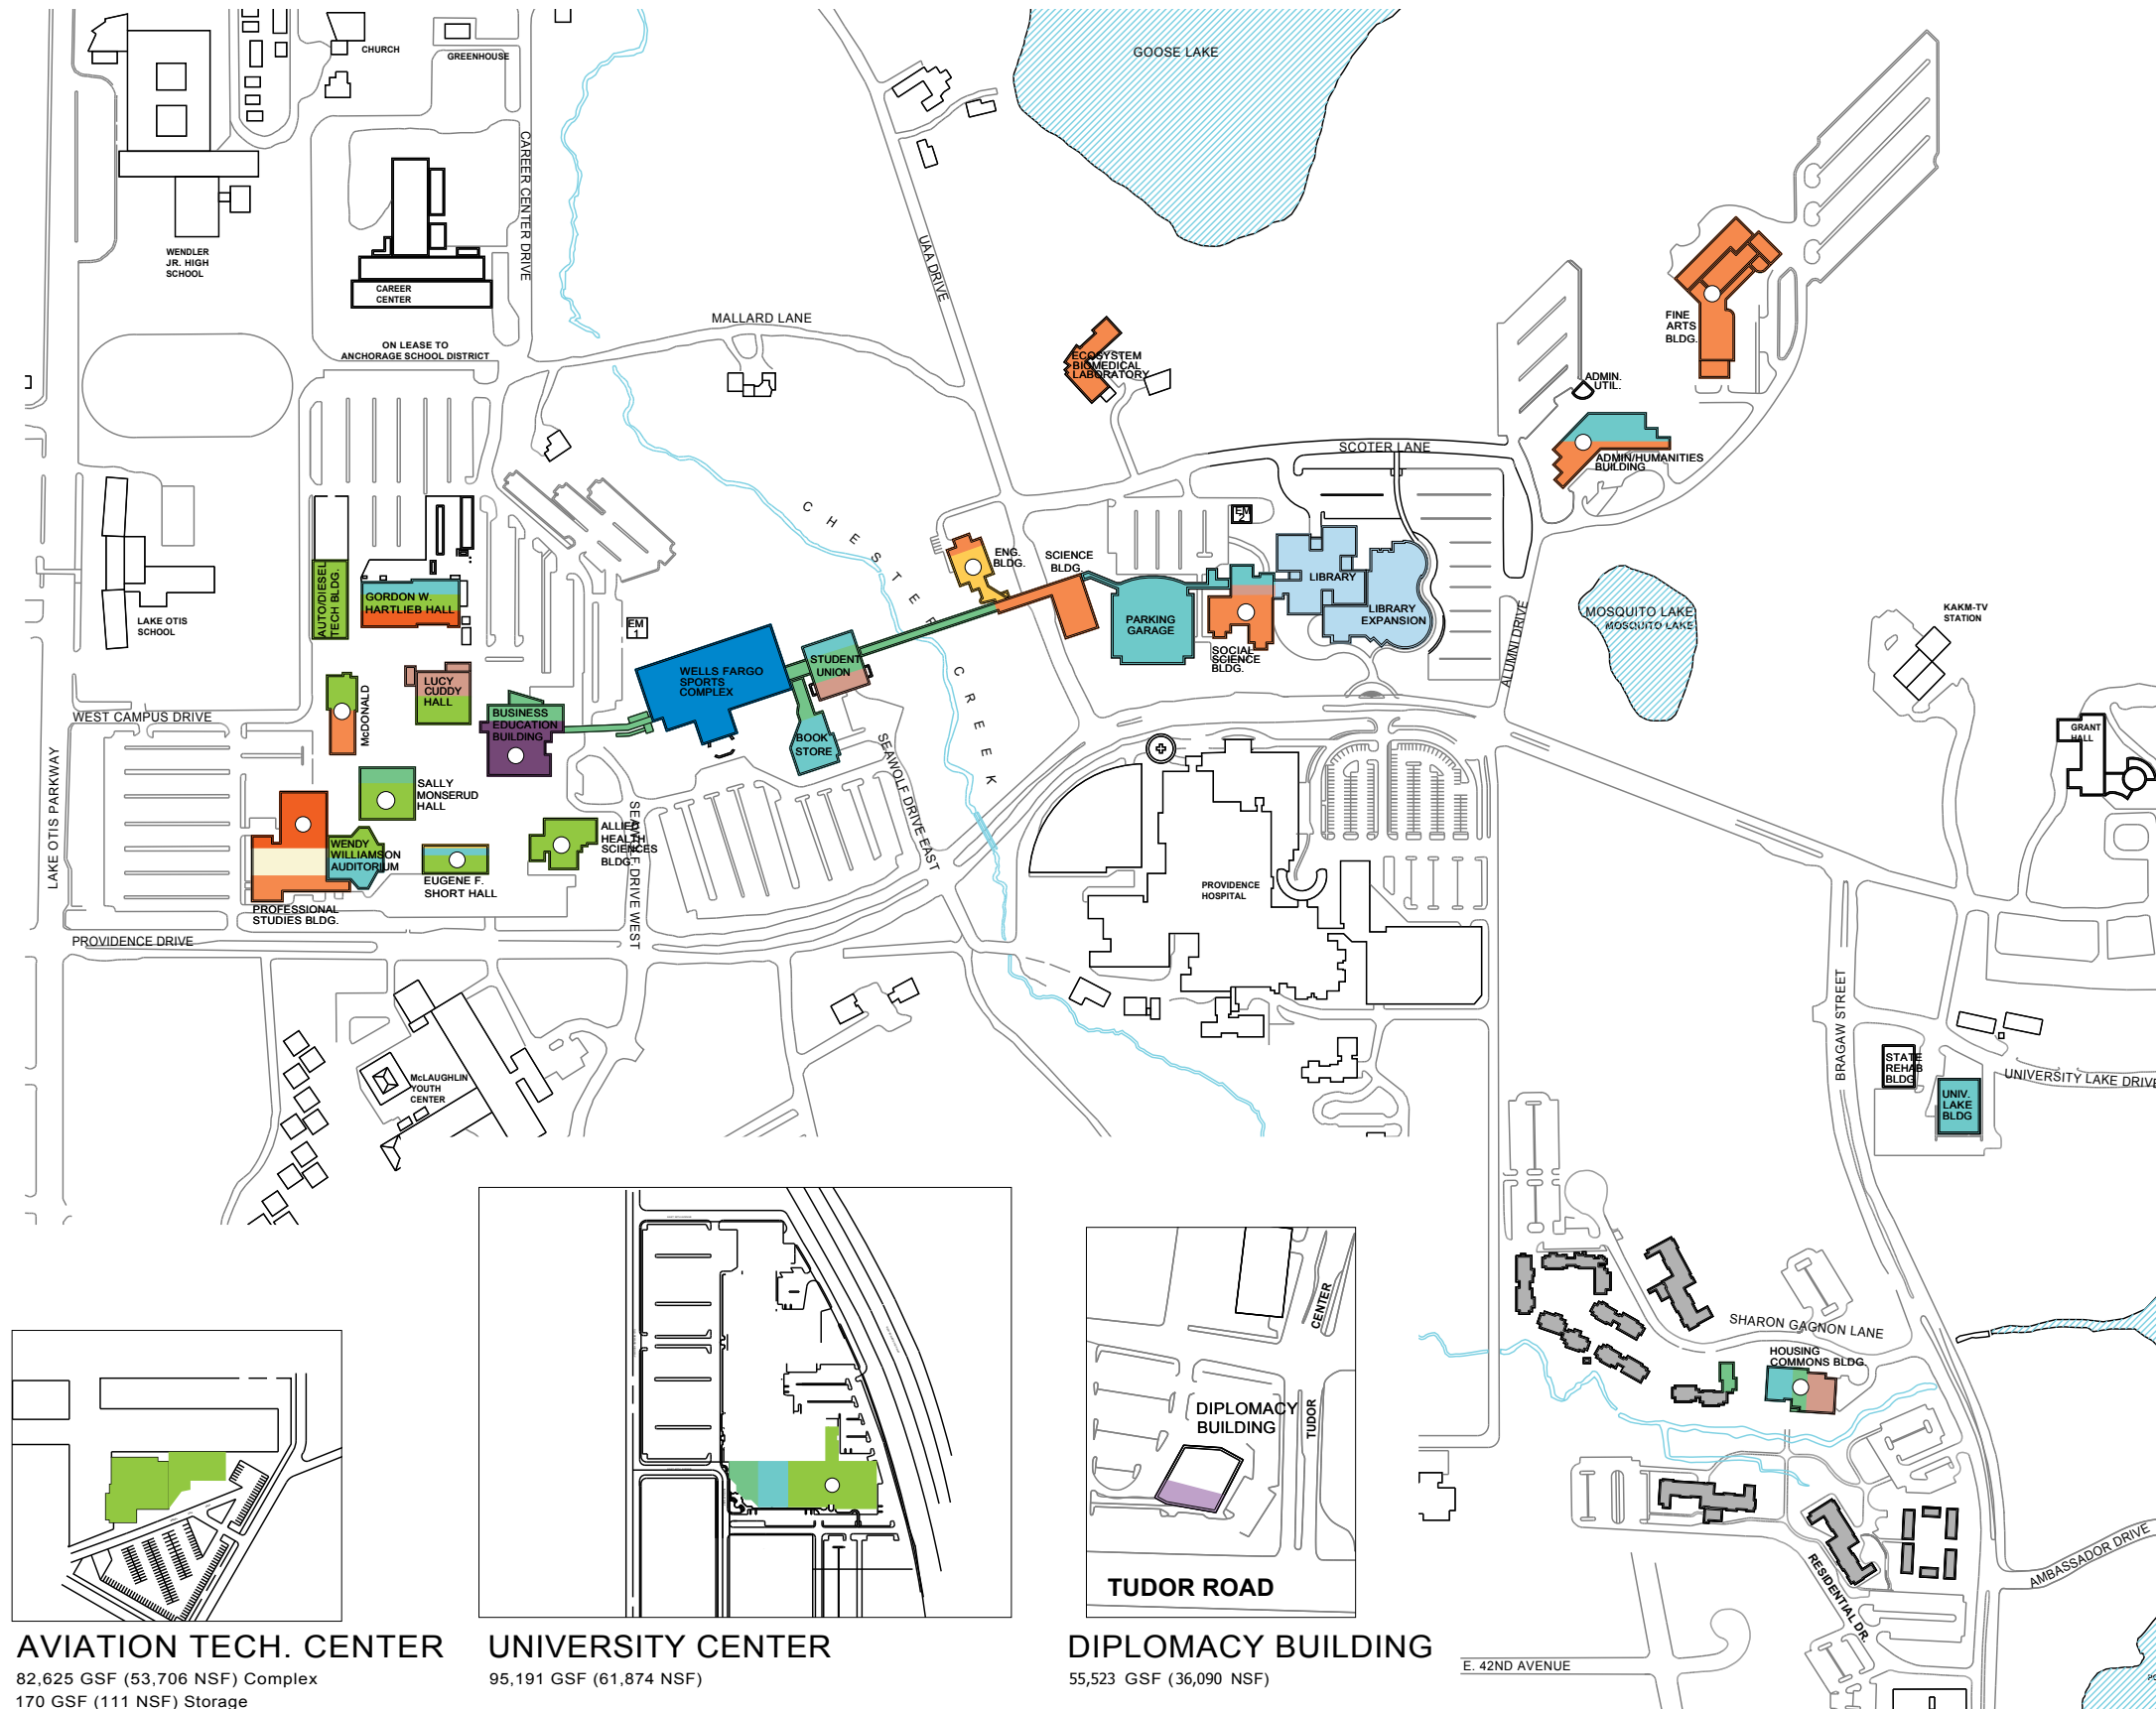 GOOSE LAKE
CHURCH
GREENHOUSE
CAREER CENTER DRIVE
WENDLER
JR. HIGH
SCHOOL
CAREER
CENTER
UAA DRIVE
MALLARD LANE
ON LEASE TO
ANCHORAGE SCHOOL DISTRICT
ECOSYSTEM
BIOMEDICAL
LABORATORY
FINE
ARTS
BLDG.
ADMIN.
UTIL.
SCOTER LANE
ADMIN/HUMANITIES
BUILDING
CHESTER CREEK
EM
2
ENG.
BLDG.
SCIENCE
BLDG.
LIBRARY
LIBRARY
EXPANSION
PARKING
GARAGE
SOCIAL
SCIENCE
BLDG.
ALUMNI DRIVE
MOSQUITO LAKE
MOSQUITO LAKE
KAKM-TV
STATION
AUTO/DIESEL
TECH BLDG.
GORDON W.
HARTLIEB HALL
LAKE OTIS
SCHOOL
EM
1
WELLS FARGO
SPORTS
COMPLEX
STUDENT
UNION
LUCY
CUDDY
HALL
McDONALD
WEST CAMPUS DRIVE
BUSINESS
EDUCATION
BUILDING
BOOK
STORE
SEAWOLF DRIVE EAST
GRANT
HALL
LAKE OTIS PARKWAY
SALLY
MONSERUD
HALL
WENDY
WILLIAMSON
AUDITORIUM
EUGENE F.
SHORT HALL
ALLIED
HEALTH
SCIENCES
BLDG.
SEAWOLF DRIVE WEST
PROFESSIONAL
STUDIES BLDG.
PROVIDENCE
HOSPITAL
PROVIDENCE DRIVE
BRAGAW STREET
McLAUGHLIN
YOUTH
CENTER
STATE
REHAB
BLDG
UNIV.
LAKE
BLDG
UNIVERSITY LAKE DRIVE
SHARON GAGNON LANE
HOUSING
COMMONS BLDG.
CENTER
TUDOR
DIPLOMACY
BUILDING
TUDOR ROAD
RESIDENTIAL DR.
AMBASSADOR DRIVE
E. 42ND AVENUE
AVIATION TECH. CENTER
82,625 GSF (53,706 NSF) Complex
170 GSF (111 NSF) Storage
UNIVERSITY CENTER
95,191 GSF (61,874 NSF)
DIPLOMACY BUILDING
55,523 GSF (36,090 NSF)